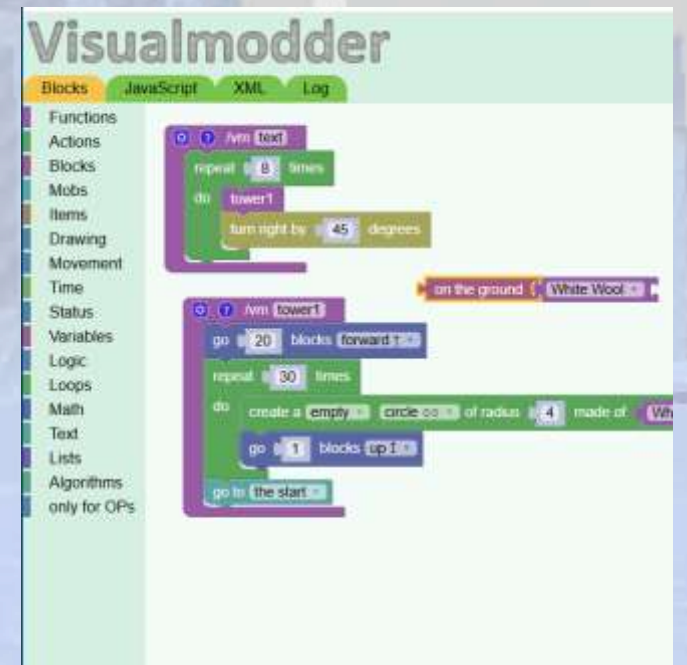 Visualmodder
Blocks JavaScript XML Log
Functions
Actions
Blocks
Mobs
Items
Drawing
Movement
Time
Status
Variables
Logic
Loops
Math
Text
Lists
Algorithms
only for OPs
/vm text
repeat 8 times
do tower1
turn right by 45 degrees
on the ground White Wool
/vm tower1
go 20 blocks forward ↑
repeat 30 times
do create a empty circle of radius 4 made of Wh
go 1 blocks up
go to the start